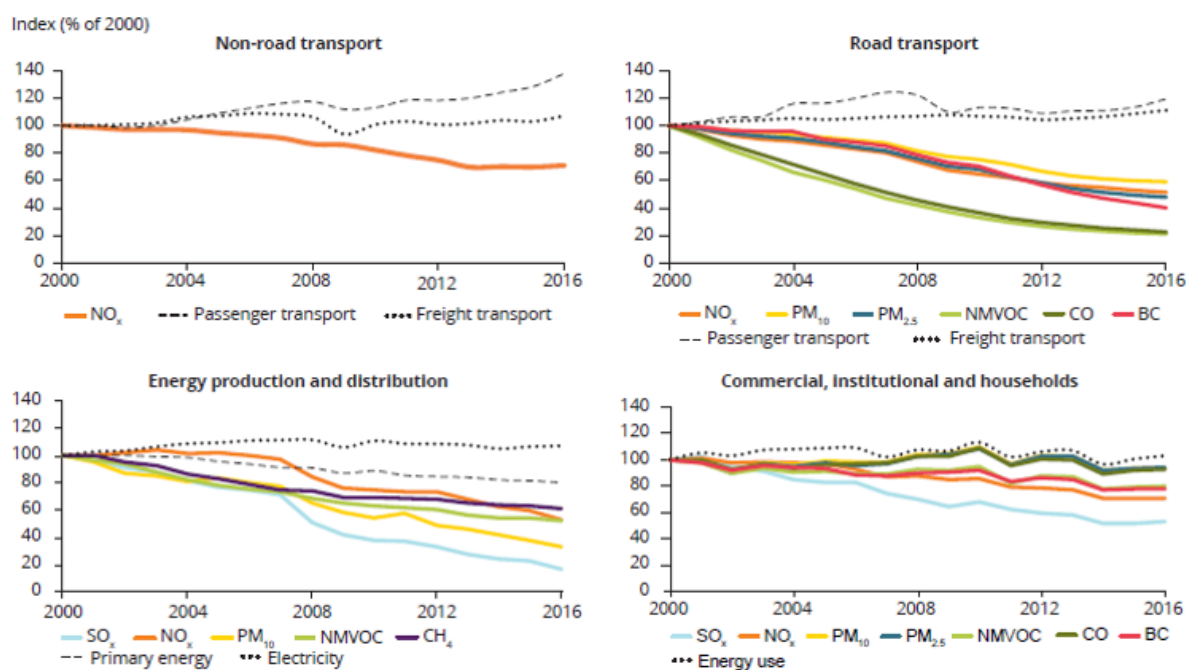 Index (% of 2000)
Non-road transport
140
120
100
80
60
40
20
0
2000 2004 2008 2012 2016
NOₓ Passenger transport Freight transport
Road transport
140
120
100
80
60
40
20
0
2000 2004 2008 2012 2016
NOₓ PM₁₀ PM₂.₅ NMVOC CO BC
Passenger transport Freight transport
Energy production and distribution
140
120
100
80
60
40
20
0
2000 2004 2008 2012 2016
SOₓ NOₓ PM₁₀ NMVOC CH₄
Primary energy Electricity
Commercial, institutional and households
140
120
100
80
60
40
20
0
2000 2004 2008 2012 2016
SOₓ NOₓ PM₁₀ PM₂.₅ NMVOC CO BC
Energy use